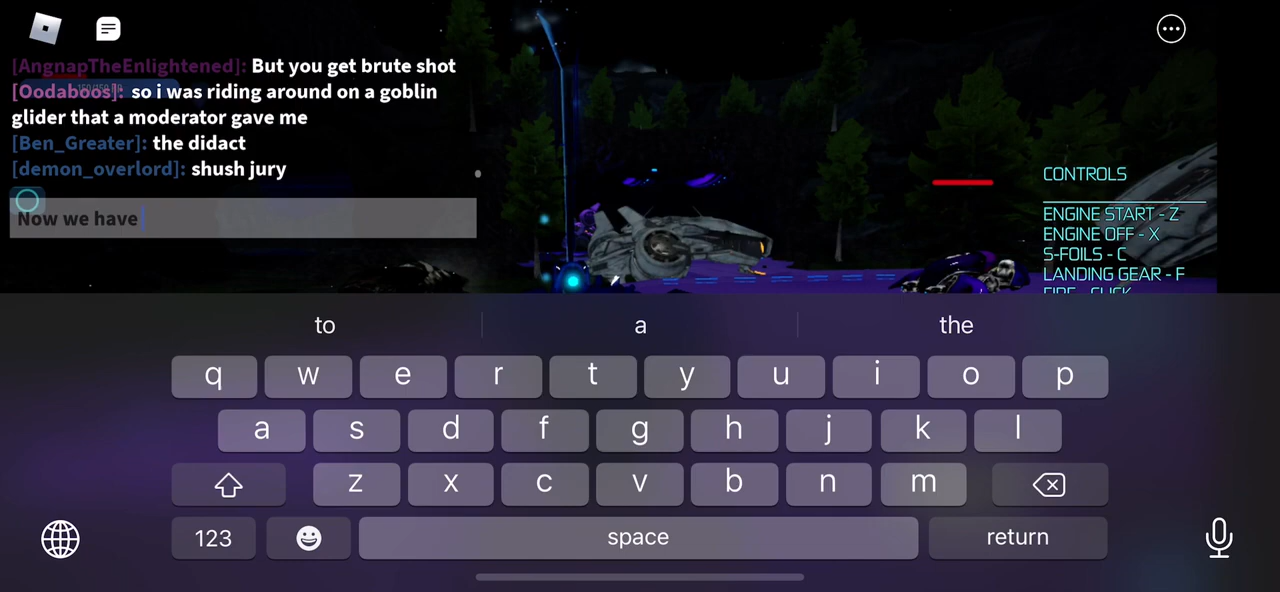 [AngnapTheEnlightened]: But you get brute shot
[Oodaboos]: so i was riding around on a goblin
glider that a moderator gave me
[Ben_Greater]: the didact
[demon_overlord]: shush jury
Now we have
CONTROLS
ENGINE START - Z
ENGINE OFF - X
S-FOILS - C
LANDING GEAR - F
FIRE - CLICK
to a the
q w e r t y u i o p
a s d f g h j k l
z x c v b n m
123 space return